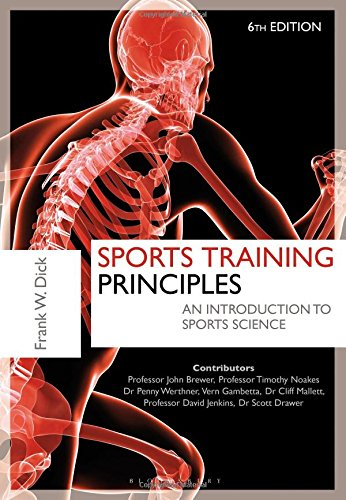 6TH EDITION
Frank W. Dick
SPORTS TRAINING
PRINCIPLES
AN INTRODUCTION TO
SPORTS SCIENCE
Contributors
Professor John Brewer, Professor Timothy Noakes
Dr Penny Werthner, Vern Gambetta, Dr Cliff Mallett,
Professor David Jenkins, Dr Scott Drawer
BLOOMSBURY